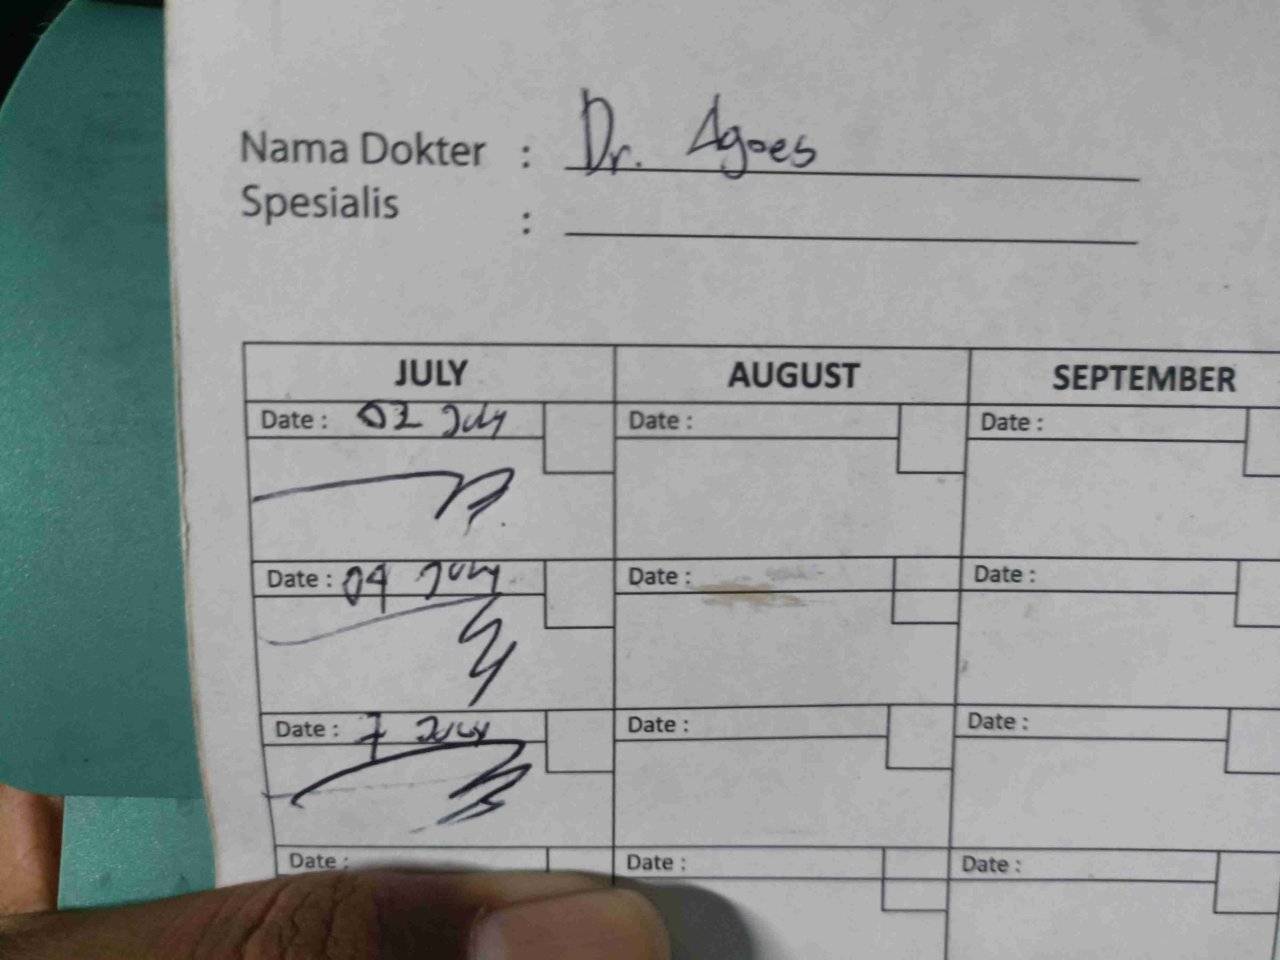 Nama Dokter : Dr. Agoes
Spesialis :
JULY AUGUST SEPTEMBER
Date : 02 July Date : Date :
Date : 04 July Date : Date :
Date : 7 July Date : Date :
Date : Date : Date :